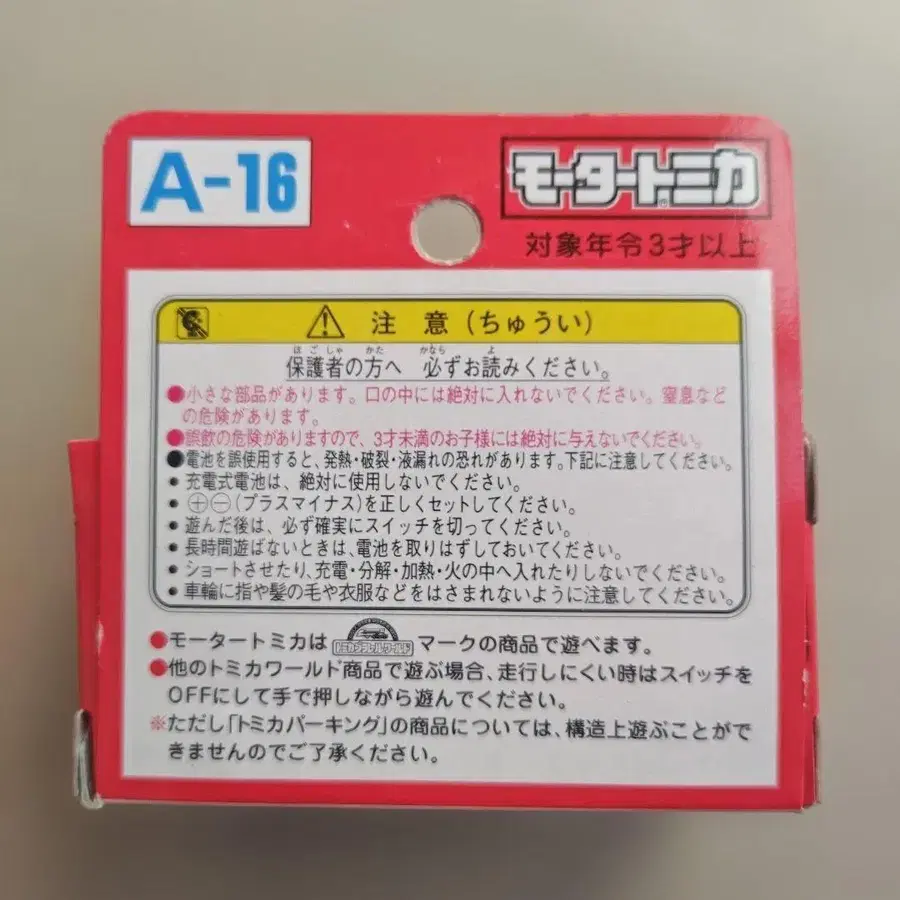 A-16
モータートミカ®
対象年令3才以上
⚠ 注意(ちゅうい)
ほごしゃ かた かなら よ
保護者の方へ 必ずお読みください。
●小さな部品があります。口の中には絶対に入れないでください。窒息など
の危険があります。
●誤飲の危険がありますので、3才未満のお子様には絶対に与えないでください。
●電池を誤使用すると、発熱・破裂・液漏れの恐れがあります。下記に注意してください。
・充電式電池は、絶対に使用しないでください。
・⊕⊖(プラスマイナス)を正しくセットしてください。
・遊んだ後は、必ず確実にスイッチを切ってください。
・長時間遊ばないときは、電池を取りはずしておいてください。
・ショートさせたり、充電・分解・加熱・火の中へ入れたりしないでください。
・車輪に指や髪の毛や衣服などをはさまれないように注意してください。
●モータートミカは トミカプラレルワールド マークの商品で遊べます。
●他のトミカワールド商品で遊ぶ場合、走行しにくい時はスイッチを
OFFにして手で押しながら遊んでください。
※ただし「トミカパーキング」の商品については、構造上遊ぶことがで
きませんのでご了承ください。